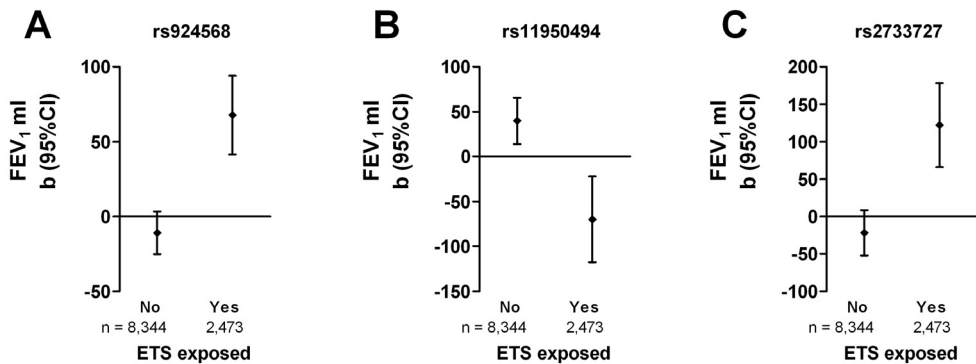 A
rs924568
FEV1 ml
b (95%CI)
100
50
0
-50
No Yes
n = 8,344 2,473
ETS exposed
B
rs11950494
FEV1 ml
b (95%CI)
100
50
0
-50
-100
-150
No Yes
n = 8,344 2,473
ETS exposed
C
rs2733727
FEV1 ml
b (95%CI)
200
150
100
50
0
-50
-100
No Yes
n = 8,344 2,473
ETS exposed